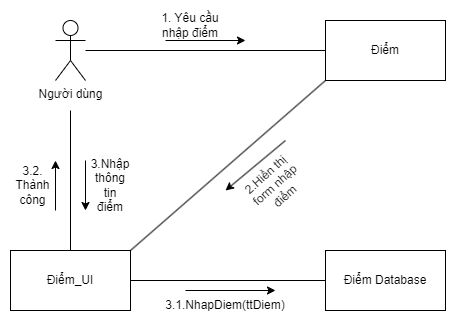 1. Yêu cầu
nhập điểm
Điểm
Người dùng
3.2.
Thành
công
3.Nhập
thông
tin
điểm
2.Hiển thị
form nhập
điểm
Điểm_UI
Điểm Database
3.1.NhapDiem(ttDiem)